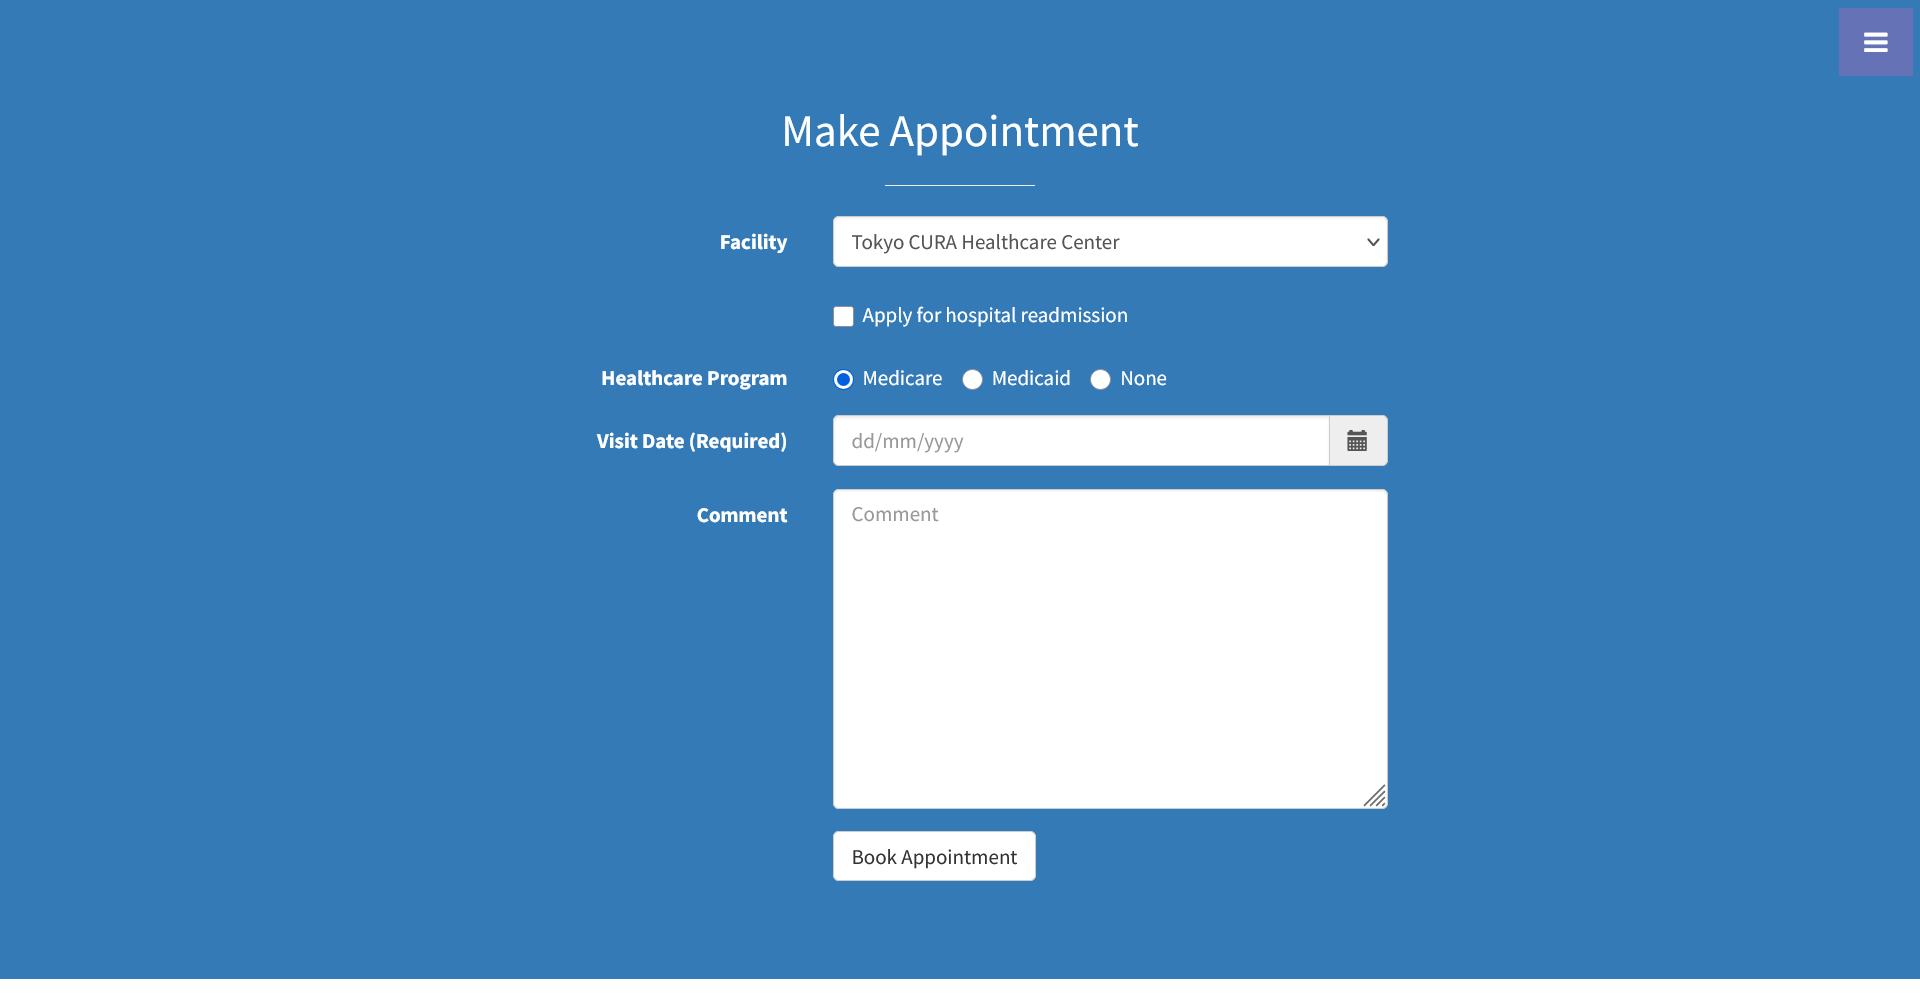 Make Appointment
Facility
Tokyo CURA Healthcare Center
Apply for hospital readmission
Healthcare Program
Medicare Medicaid None
Visit Date (Required)
dd/mm/yyyy
Comment
Comment
Book Appointment